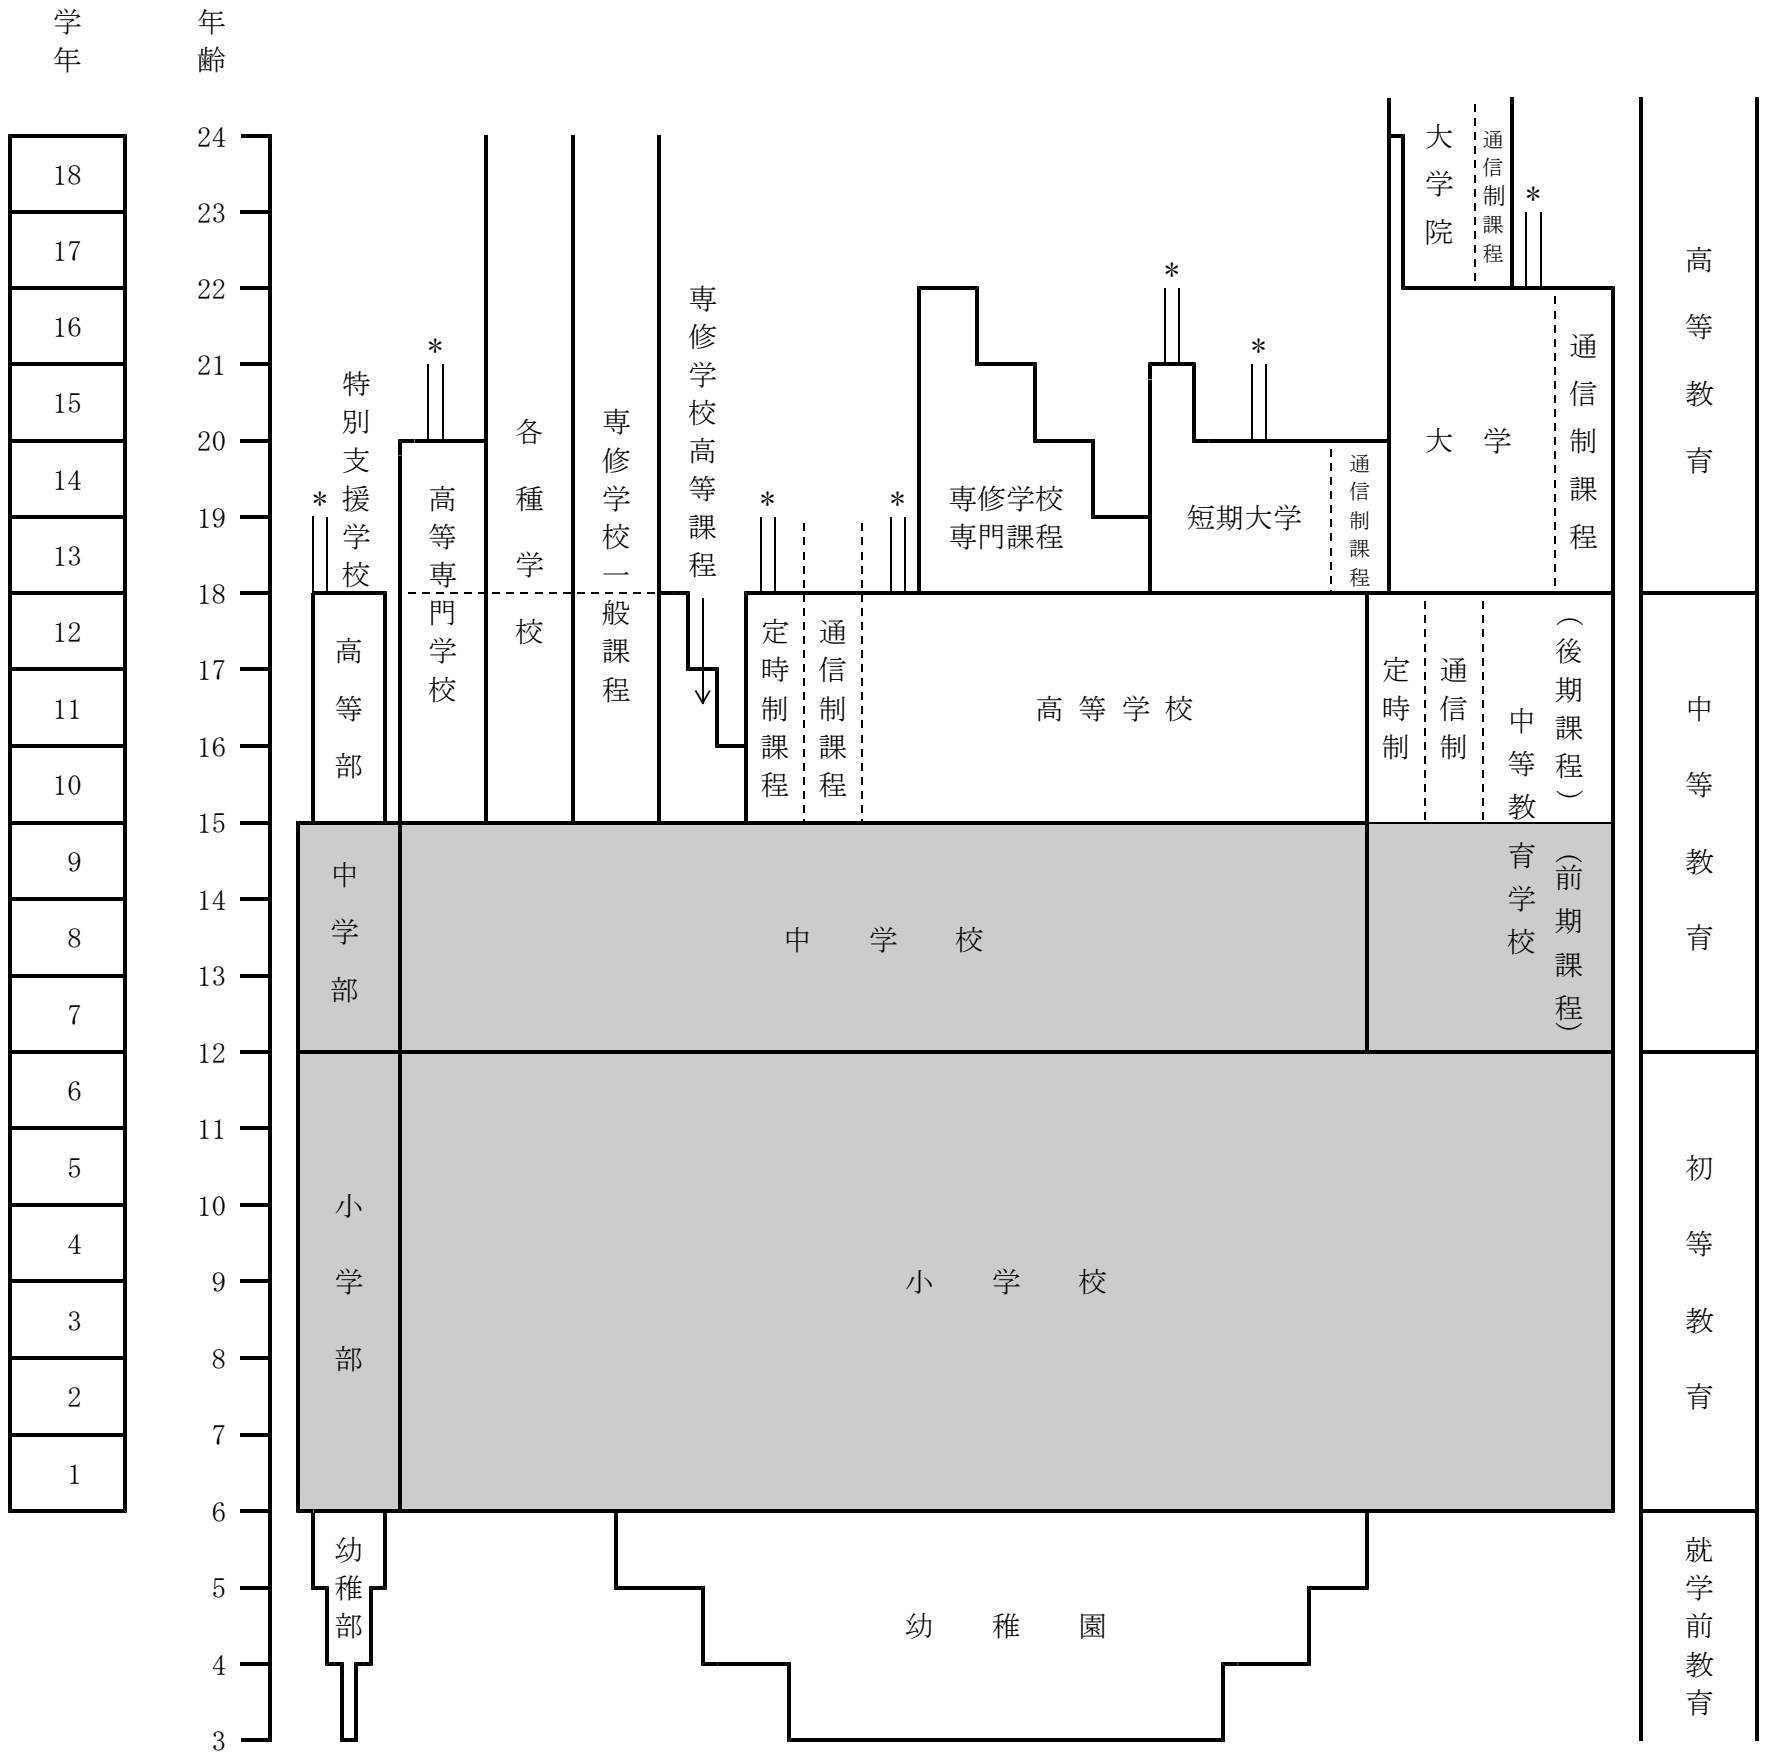 学年
年齢
24
23
22
21
20
19
18
17
16
15
14
13
12
11
10
9
8
7
6
5
4
3
18
17
16
15
14
13
12
11
10
9
8
7
6
5
4
3
2
1
*
特別支援学校
高等部
中学部
小学部
幼稚部
*
高等専門学校
各種学校
専修学校一般課程
専修学校高等課程
*
定時制課程
通信制課程
*
高等学校
専修学校
専門課程
*
短期大学
*
通信制課程
大学院
通信制課程
*
大学
通信制課程
定時制
通信制
中等教育学校
(後期課程)
(前期課程)
中学校
小学校
幼稚園
高等教育
中等教育
初等教育
就学前教育